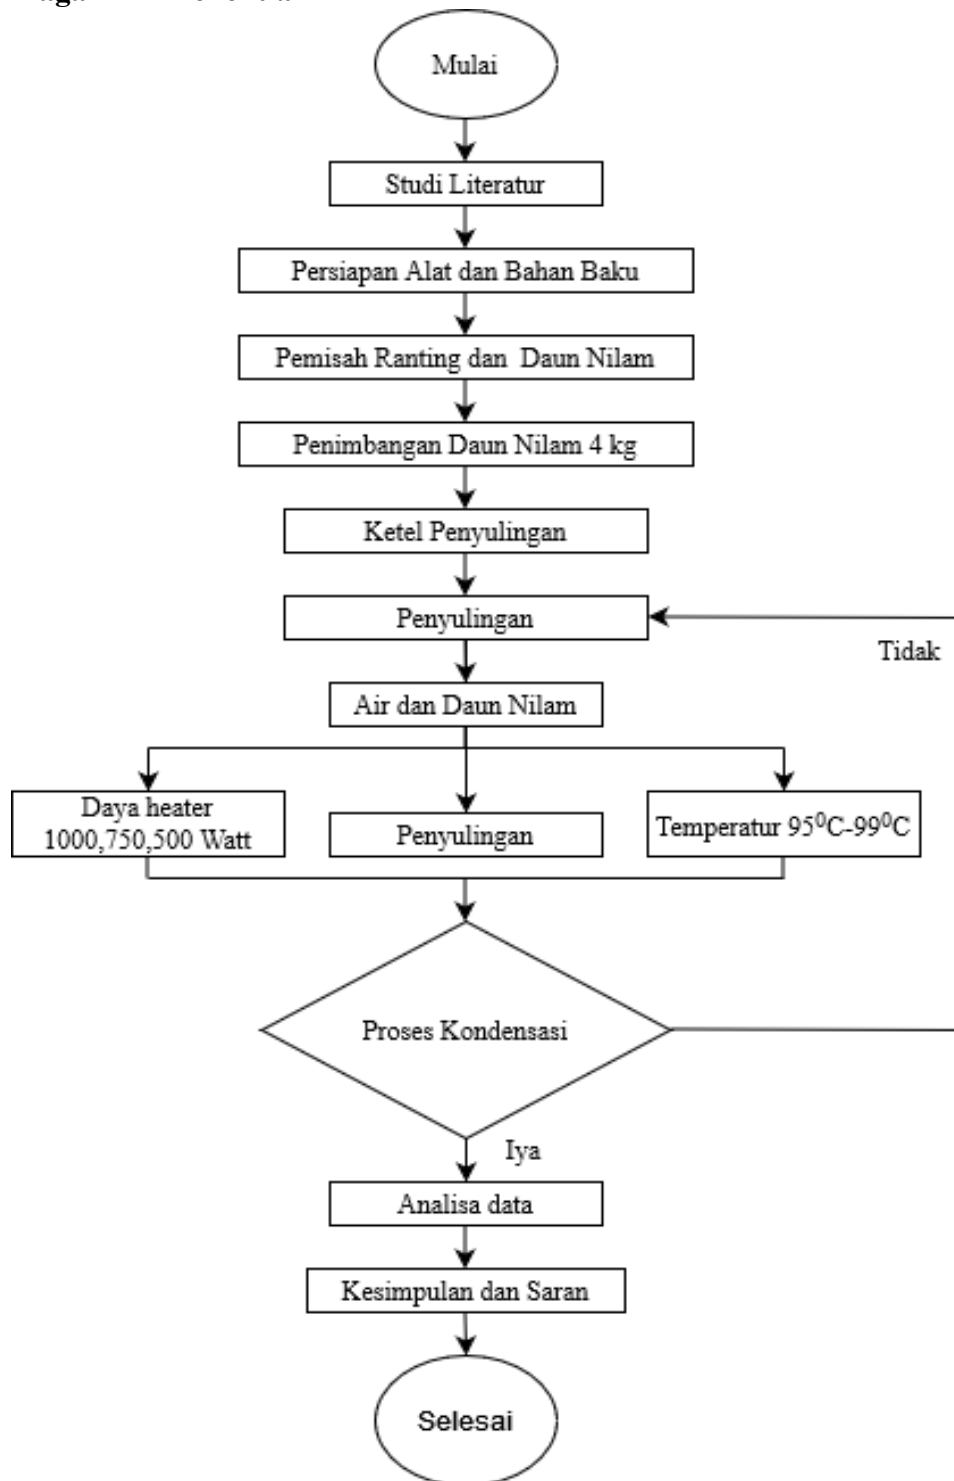 Mulai
Studi Literatur
Persiapan Alat dan Bahan Baku
Pemisah Ranting dan Daun Nilam
Penimbangan Daun Nilam 4 kg
Ketel Penyulingan
Penyulingan
Tidak
Air dan Daun Nilam
Daya heater
1000,750,500 Watt
Penyulingan
Temperatur 95⁰C-99⁰C
Proses Kondensasi
Iya
Analisa data
Kesimpulan dan Saran
Selesai